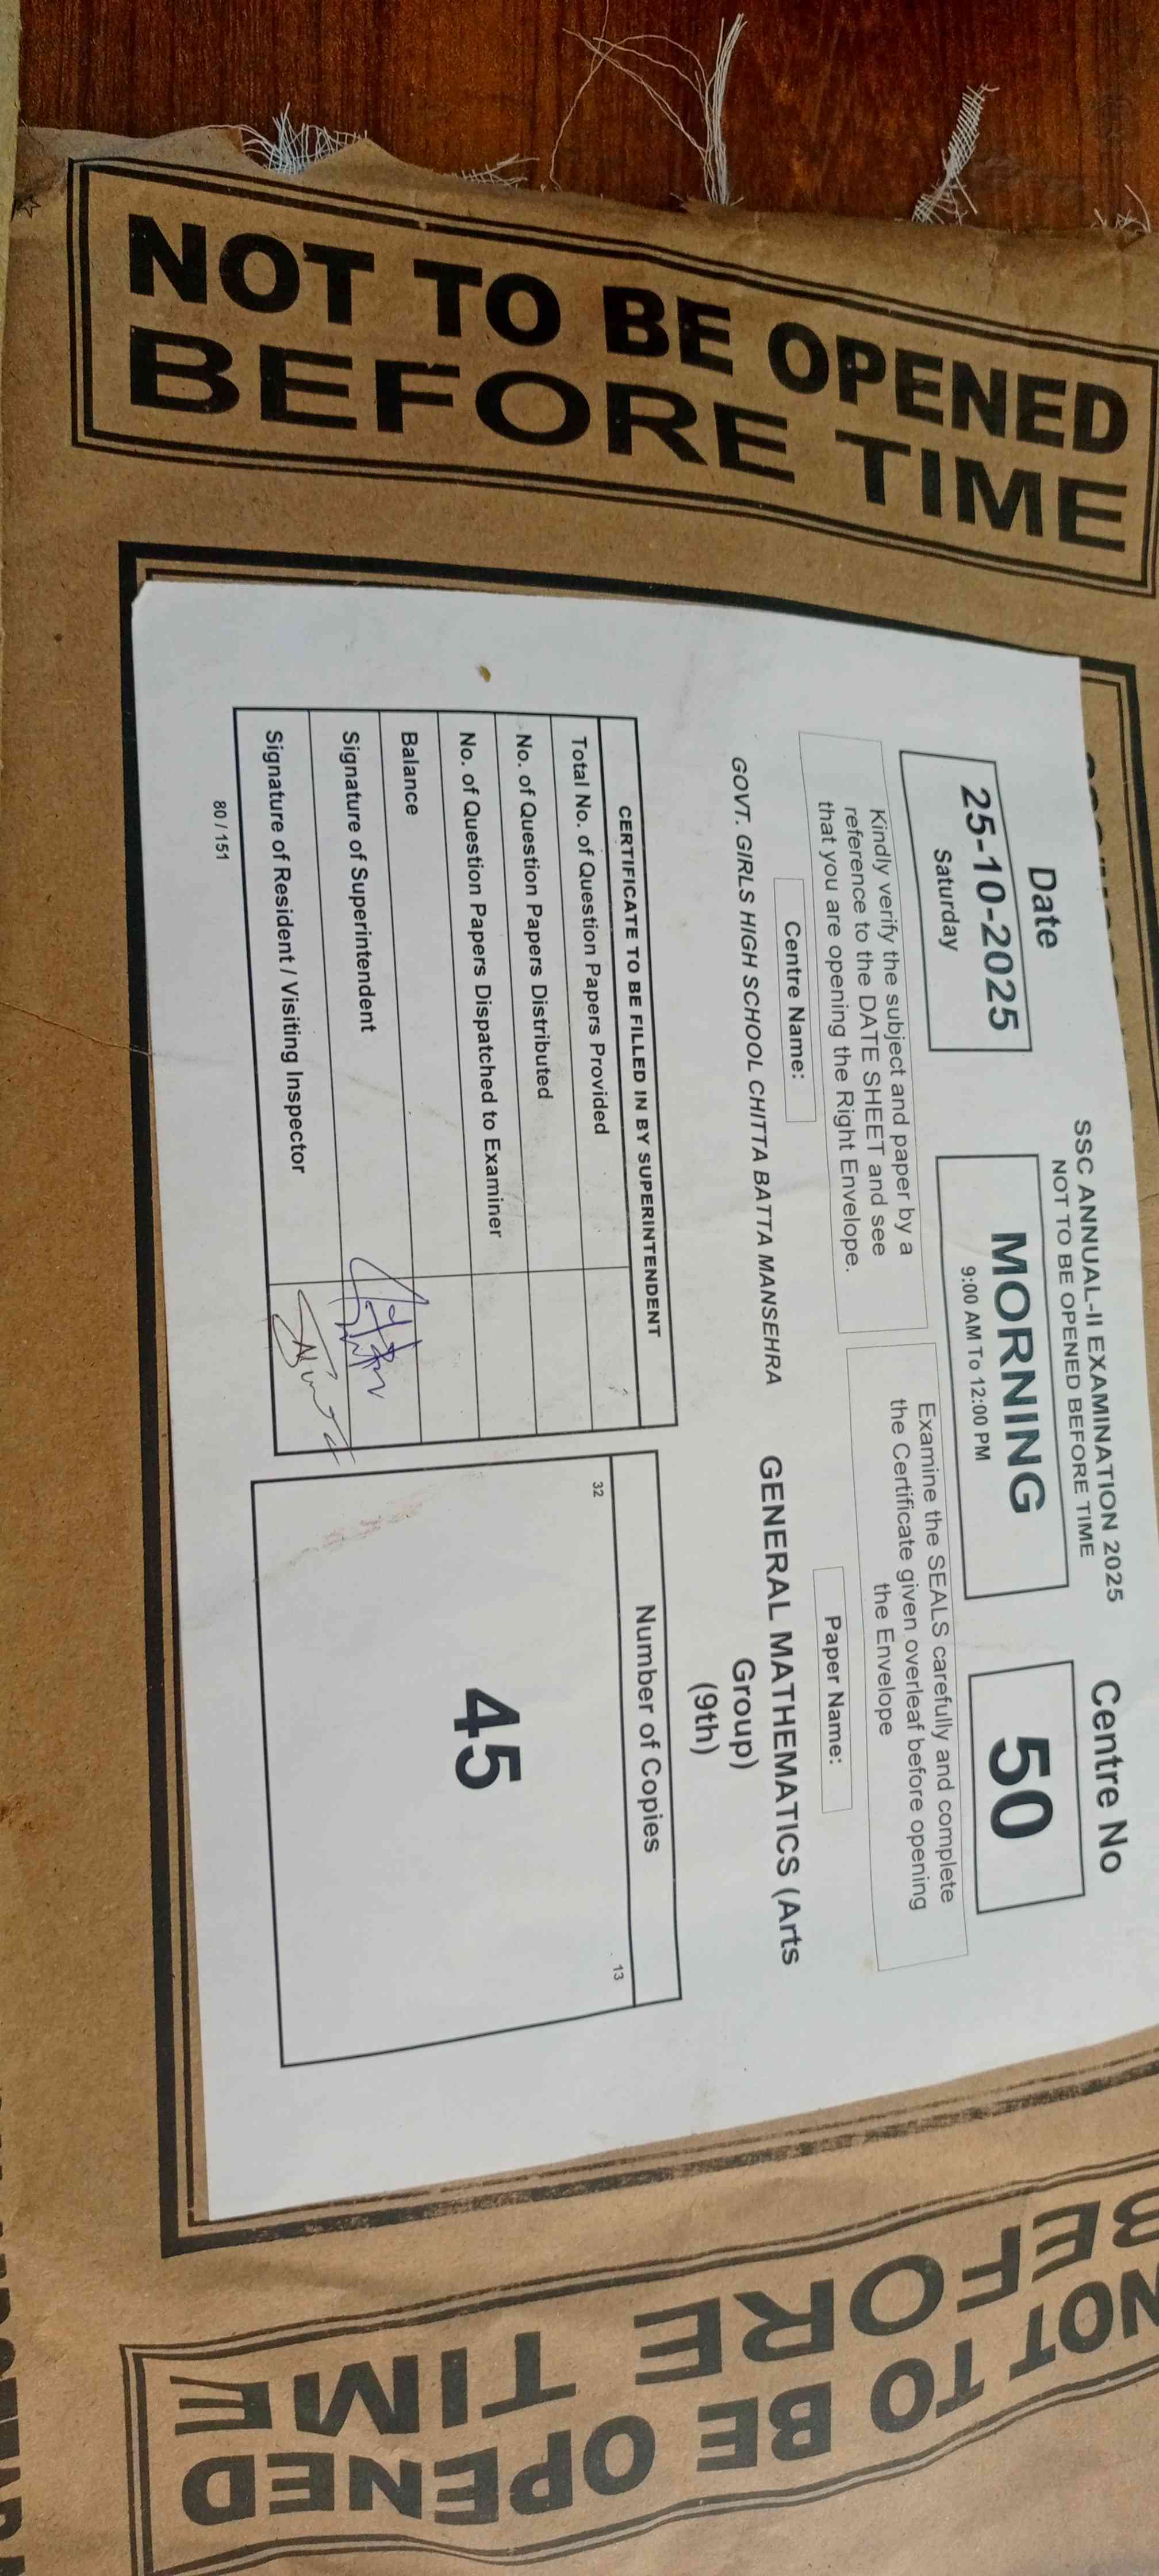 NOT TO BE OPENED
BEFORE TIME
SSC ANNUAL-II EXAMINATION 2025
NOT TO BE OPENED BEFORE TIME
Date
25-10-2025
Saturday
MORNING
9:00 AM To 12:00 PM
Centre No
50
Kindly verify the subject and paper by a
reference to the DATE SHEET and see
that you are opening the Right Envelope.
Examine the SEALS carefully and complete
the Certificate given overleaf before opening
the Envelope
Centre Name:
GOVT. GIRLS HIGH SCHOOL CHITTA BATTA MANSEHRA
Paper Name:
GENERAL MATHEMATICS (Arts
Group)
(9th)
CERTIFICATE TO BE FILLED IN BY SUPERINTENDENT
Total No. of Question Papers Provided
No. of Question Papers Distributed
No. of Question Papers Dispatched to Examiner
Balance
Signature of Superintendent
Signature of Resident / Visiting Inspector
80 / 151
Number of Copies
32
13
45
NOT TO BE OPENED
BEFORE TIME